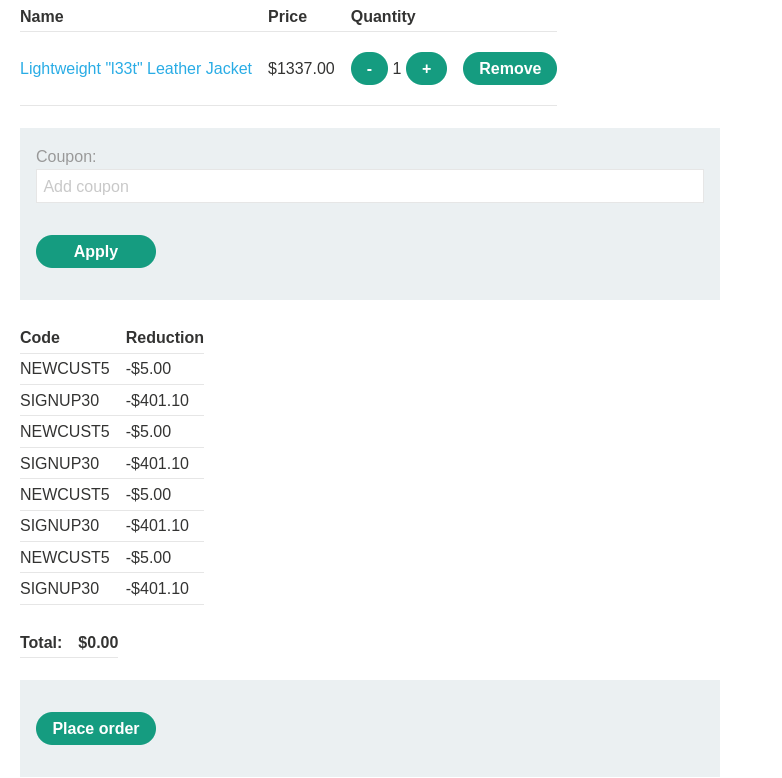 Name Price Quantity
Lightweight "l33t" Leather Jacket $1337.00 - 1 + Remove
Coupon:
Add coupon
Apply
Code Reduction
NEWCUST5 -$5.00
SIGNUP30 -$401.10
NEWCUST5 -$5.00
SIGNUP30 -$401.10
NEWCUST5 -$5.00
SIGNUP30 -$401.10
NEWCUST5 -$5.00
SIGNUP30 -$401.10
Total: $0.00
Place order